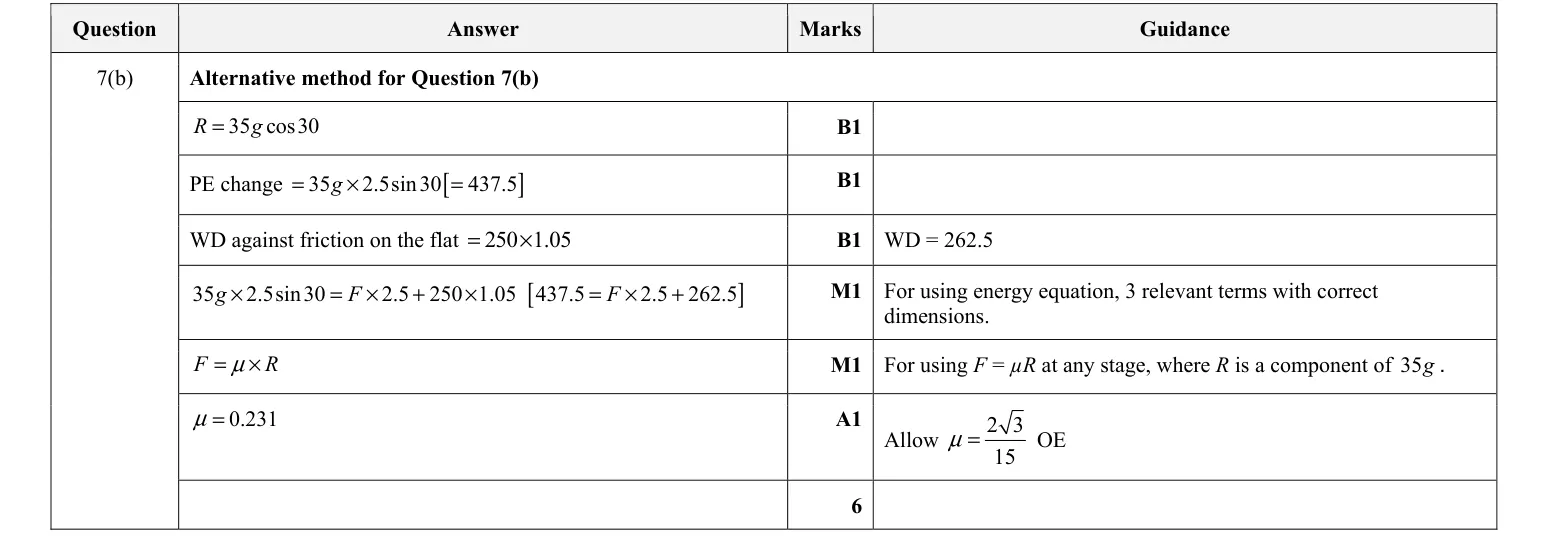 Question Answer Marks Guidance
7(b) Alternative method for Question 7(b)
R = 35g cos30 B1
PE change = 35g × 2.5 sin 30 [= 437.5] B1
WD against friction on the flat = 250 × 1.05 B1 WD = 262.5
35g × 2.5 sin 30 = F × 2.5 + 250 × 1.05 [437.5 = F × 2.5 + 262.5] M1 For using energy equation, 3 relevant terms with correct
dimensions.
F = μ × R M1 For using F = μR at any stage, where R is a component of 35g .
μ = 0.231 A1 Allow μ = 2√3/15 OE
6